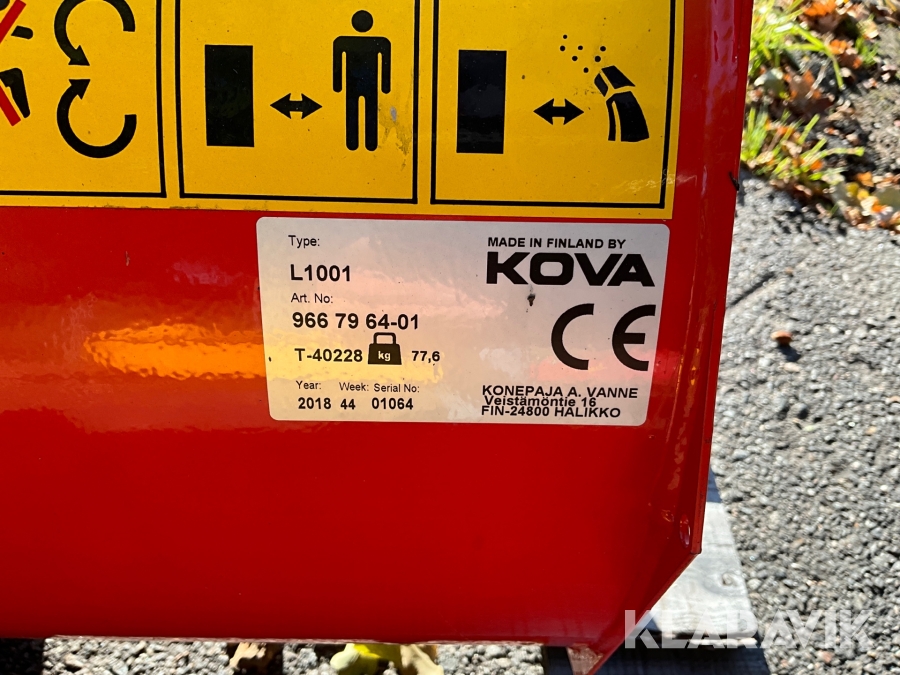 Type:
L1001
Art. No:
966 79 64-01
T-40228 kg 77,6
Year: Week: Serial No:
2018 44 01064
MADE IN FINLAND BY
KOVA
CE
KONEPAJA A. VANNE
Veistämöntie 16
FIN-24800 HALIKKO
KLARAVIK